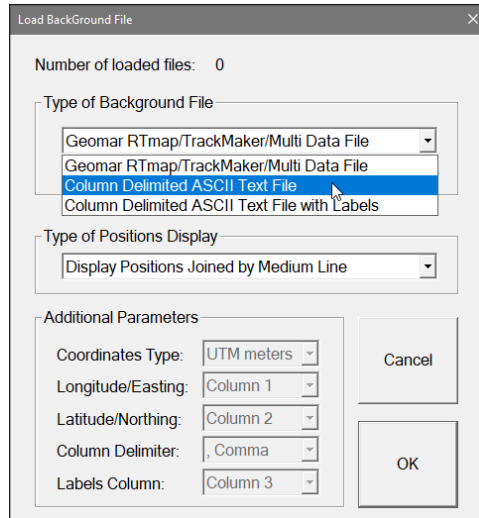 Load BackGround File
Number of loaded files: 0
Type of Background File
Geomar RTmap/TrackMaker/Multi Data File
Geomar RTmap/TrackMaker/Multi Data File
Column Delimited ASCII Text File
Column Delimited ASCII Text File with Labels
Type of Positions Display
Display Positions Joined by Medium Line
Additional Parameters
Coordinates Type: UTM meters
Longitude/Easting: Column 1
Latitude/Northing: Column 2
Column Delimiter: , Comma
Labels Column: Column 3
Cancel
OK